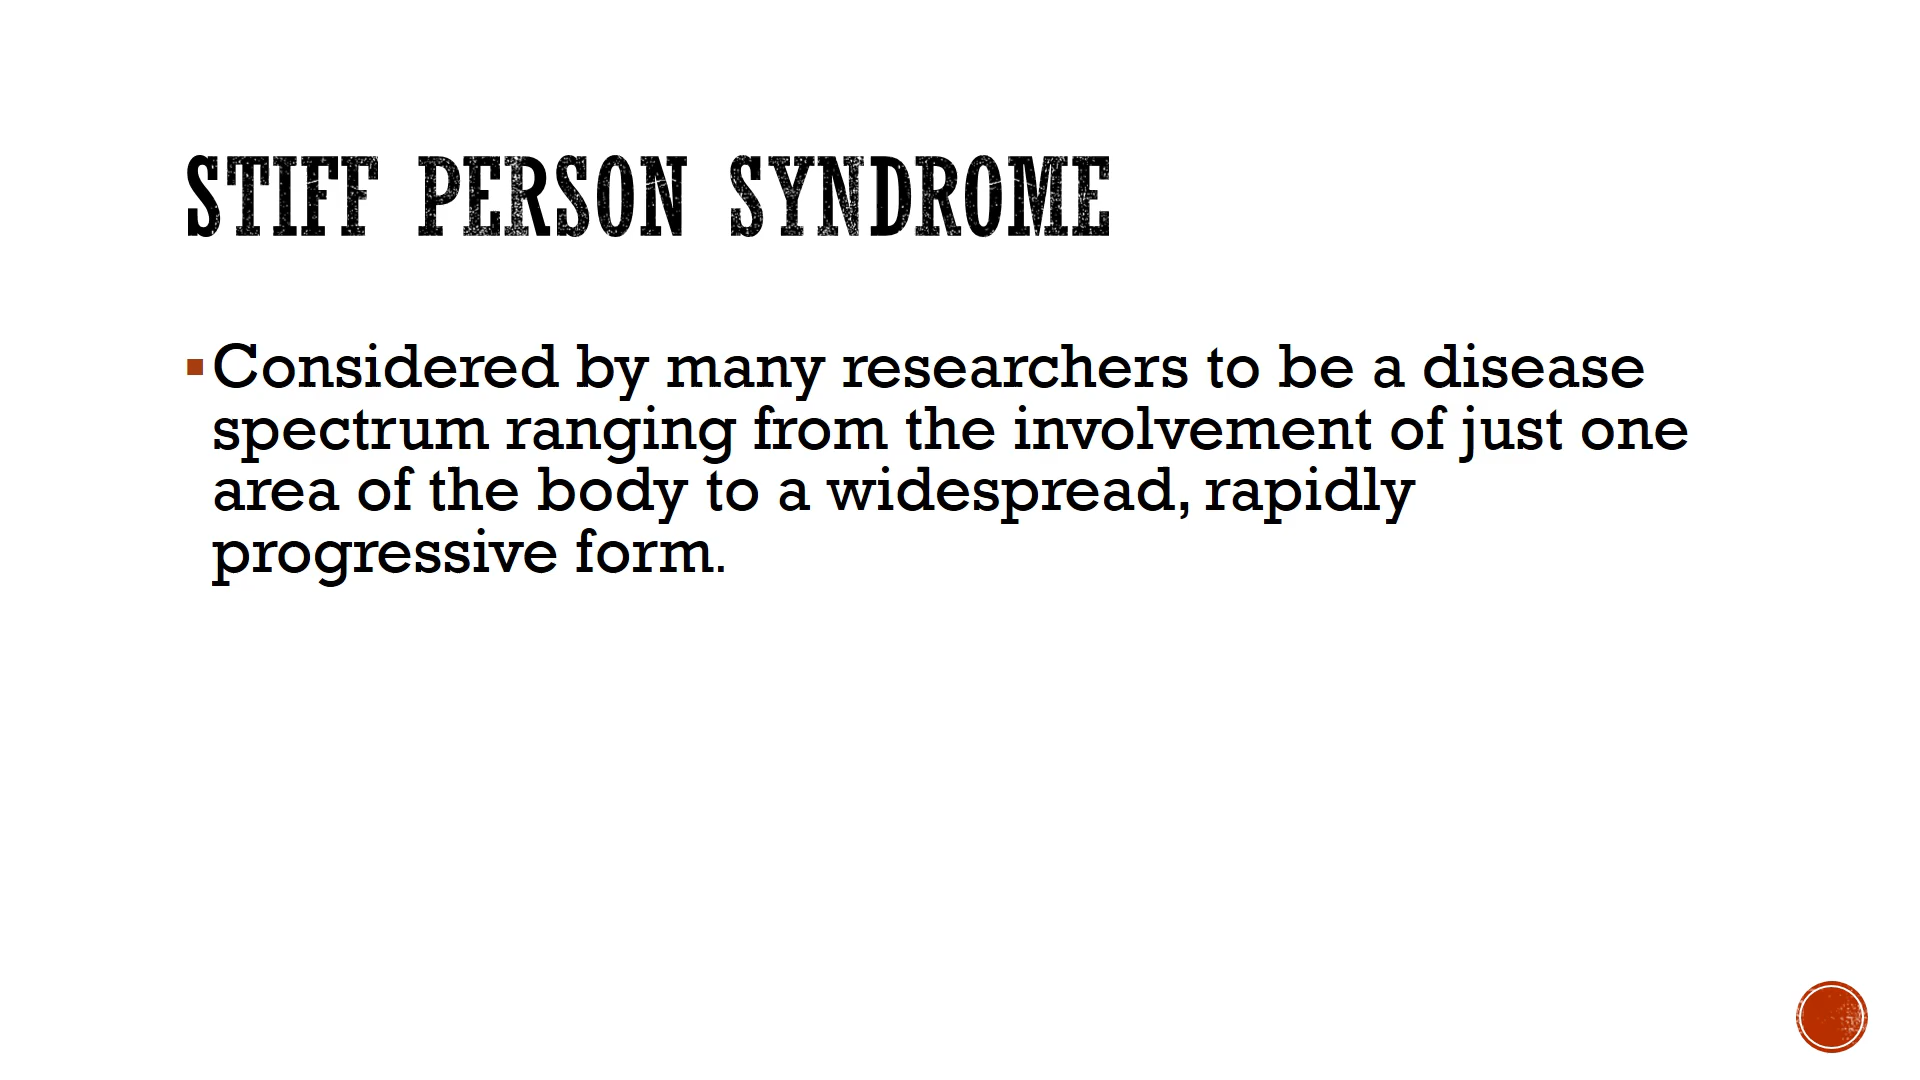 STIFF PERSON SYNDROME
▪Considered by many researchers to be a disease
spectrum ranging from the involvement of just one
area of the body to a widespread, rapidly
progressive form.